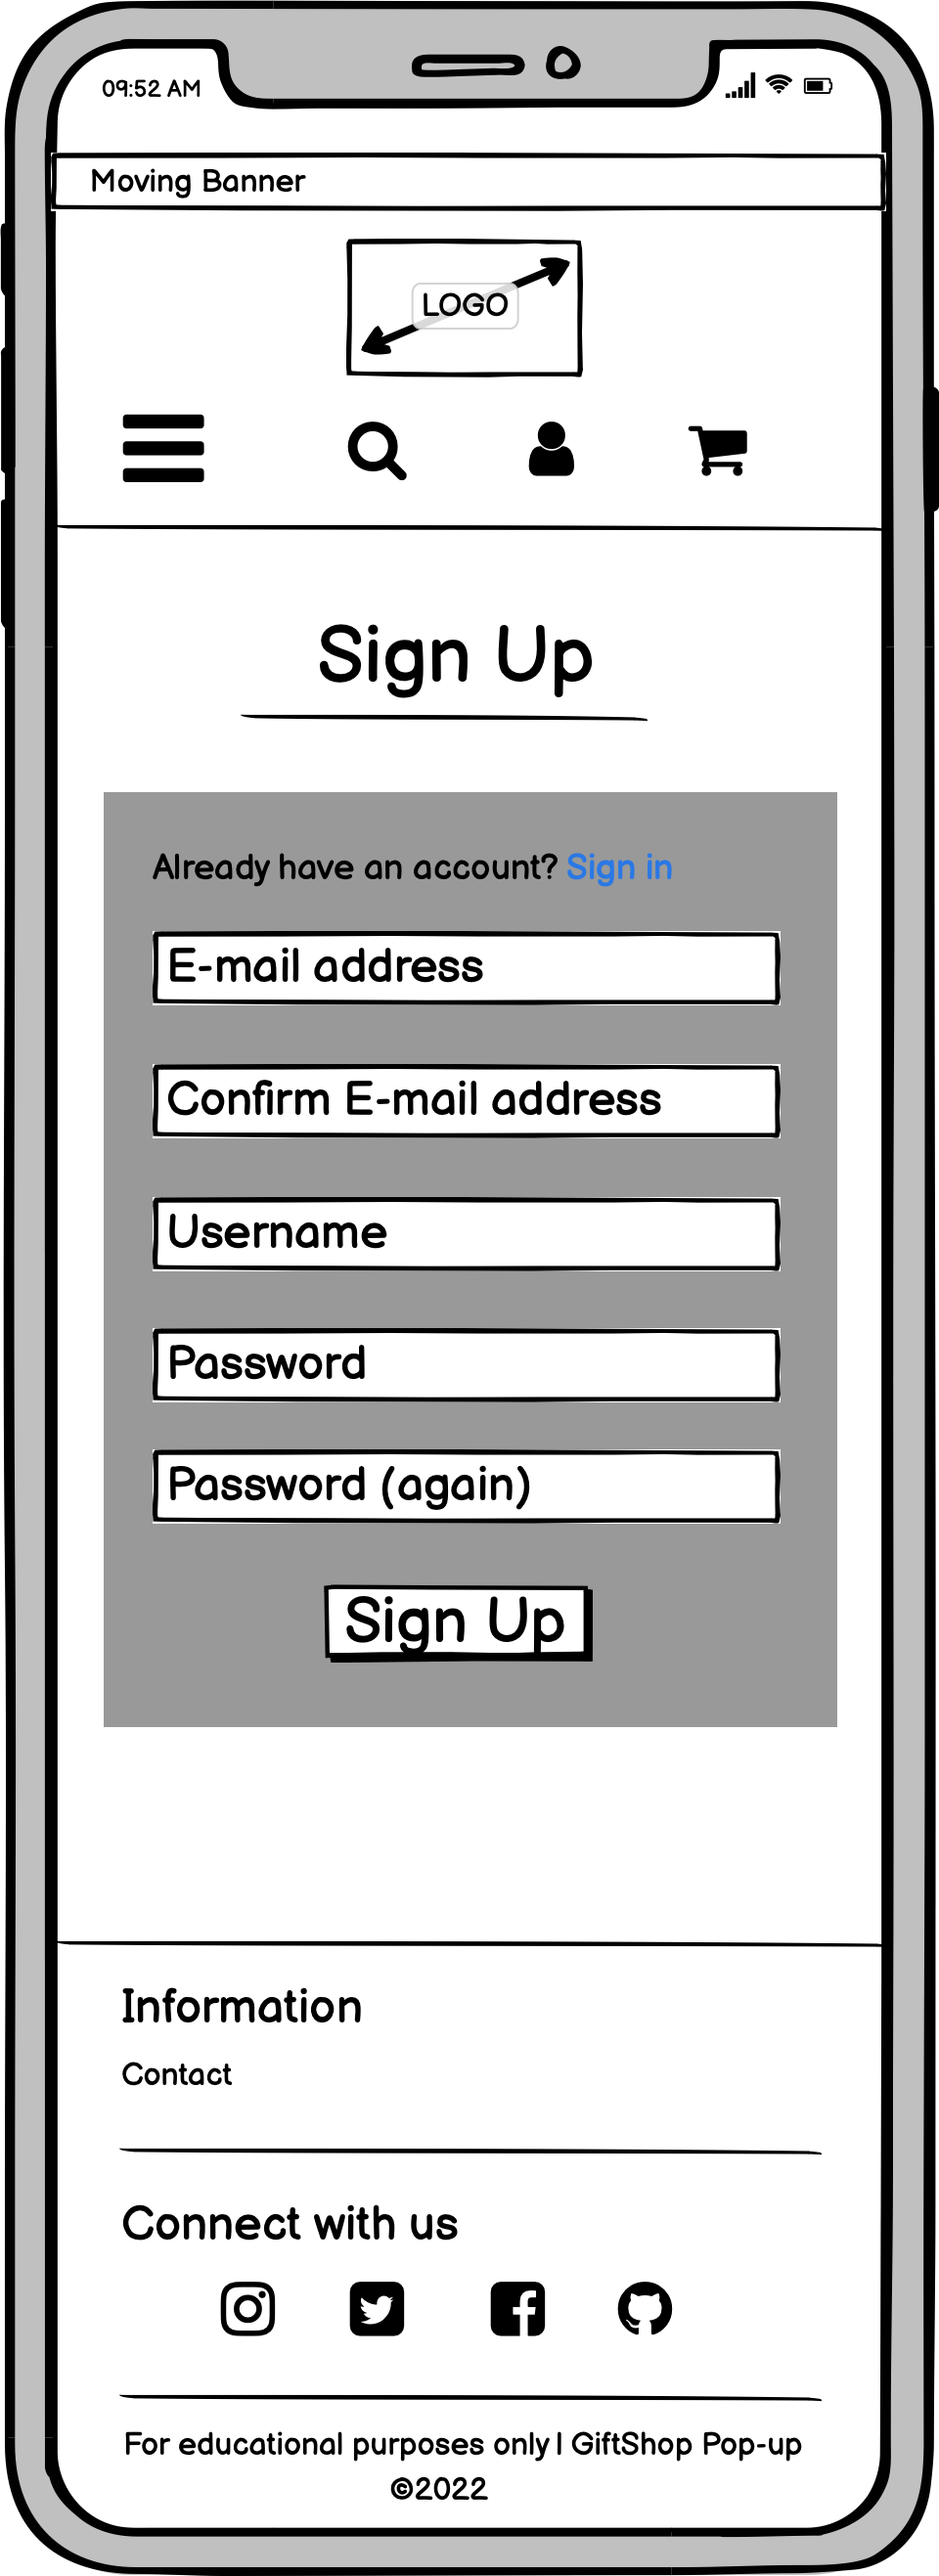 09:52 AM
Moving Banner
LOGO
Sign Up
Already have an account? Sign in
E-mail address
Confirm E-mail address
Username
Password
Password (again)
Sign Up
Information
Contact
Connect with us
For educational purposes only | GiftShop Pop-up
©2022